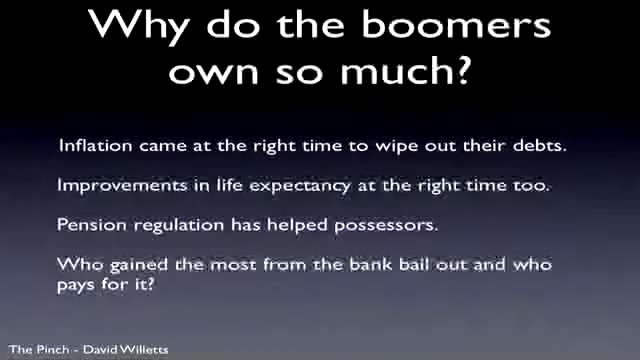 Why do the boomers
own so much?
Inflation came at the right time to wipe out their debts.
Improvements in life expectancy at the right time too.
Pension regulation has helped possessors.
Who gained the most from the bank bail out and who
pays for it?
The Pinch - David Willetts